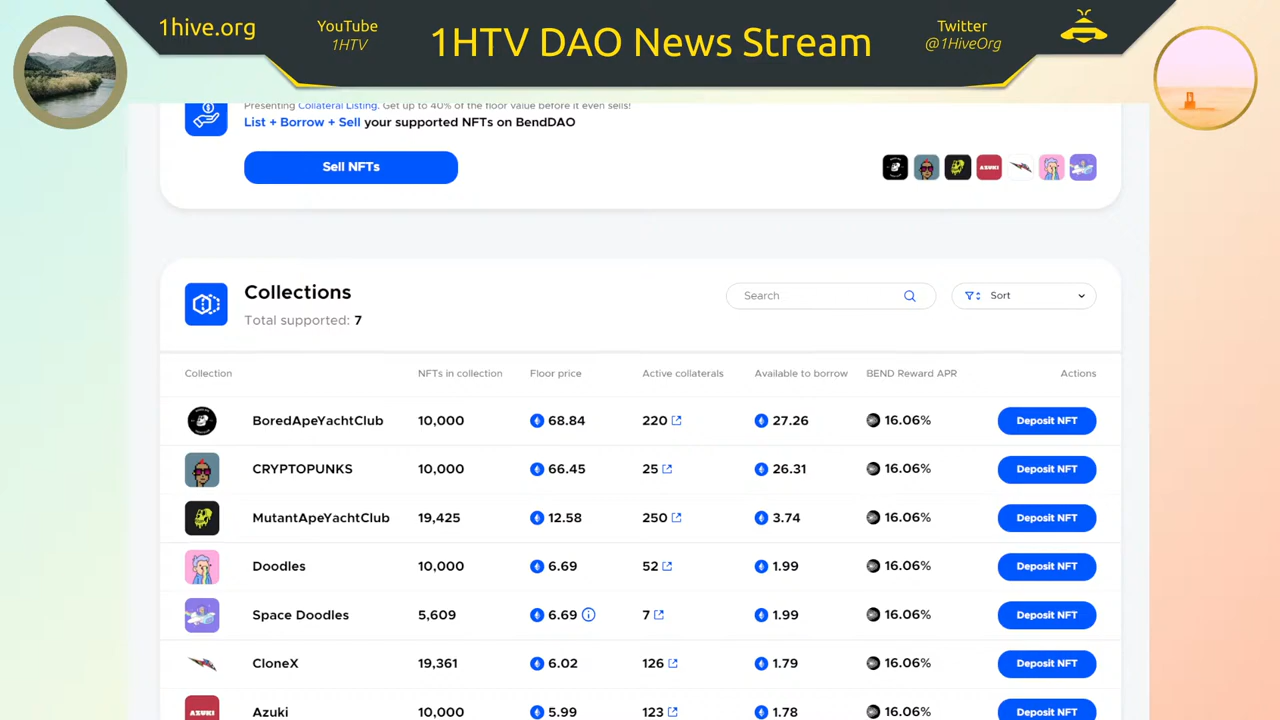 1hive.org
YouTube
1HTV
1HTV DAO News Stream
Twitter
@1HiveOrg
Presenting Collateral Listing. Get up to 40% of the floor value before it even sells!
List + Borrow + Sell your supported NFTs on BendDAO
Sell NFTs
AZUKI
Collections
Total supported: 7
Search
Sort
Collection NFTs in collection Floor price Active collaterals Available to borrow BEND Reward APR Actions
BoredApeYachtClub 10,000 68.84 220 27.26 16.06% Deposit NFT
CRYPTOPUNKS 10,000 66.45 25 26.31 16.06% Deposit NFT
MutantApeYachtClub 19,425 12.58 250 3.74 16.06% Deposit NFT
Doodles 10,000 6.69 52 1.99 16.06% Deposit NFT
Space Doodles 5,609 6.69 7 1.99 16.06% Deposit NFT
CloneX 19,361 6.02 126 1.79 16.06% Deposit NFT
AZUKI Azuki 10,000 5.99 123 1.78 16.06% Deposit NFT